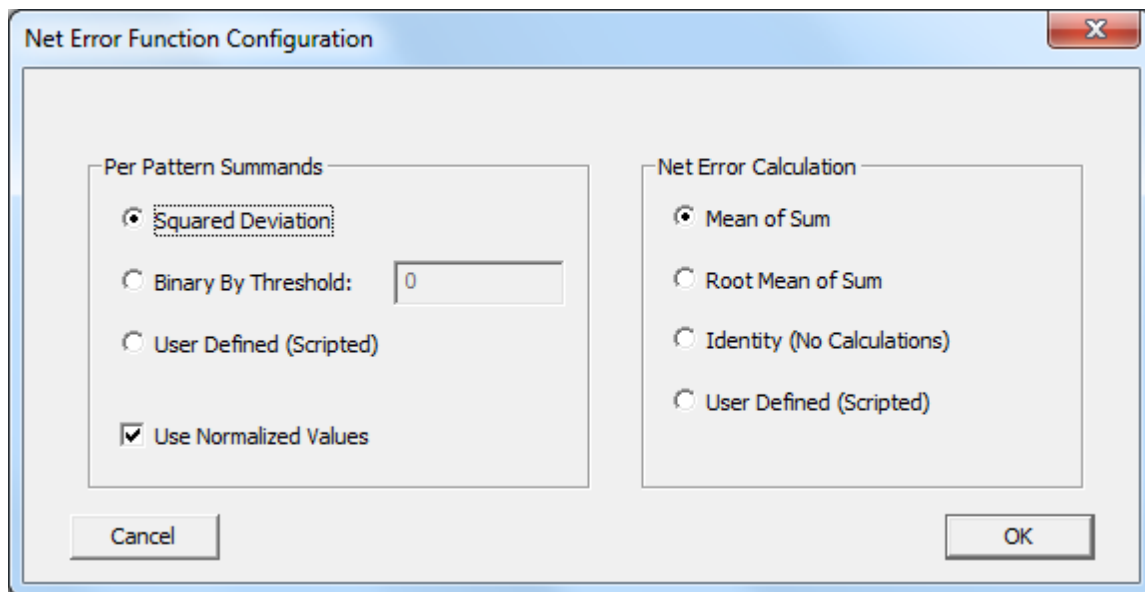 Net Error Function Configuration
Per Pattern Summands
Squared Deviation
Binary By Threshold: 0
User Defined (Scripted)
Use Normalized Values
Net Error Calculation
Mean of Sum
Root Mean of Sum
Identity (No Calculations)
User Defined (Scripted)
Cancel
OK